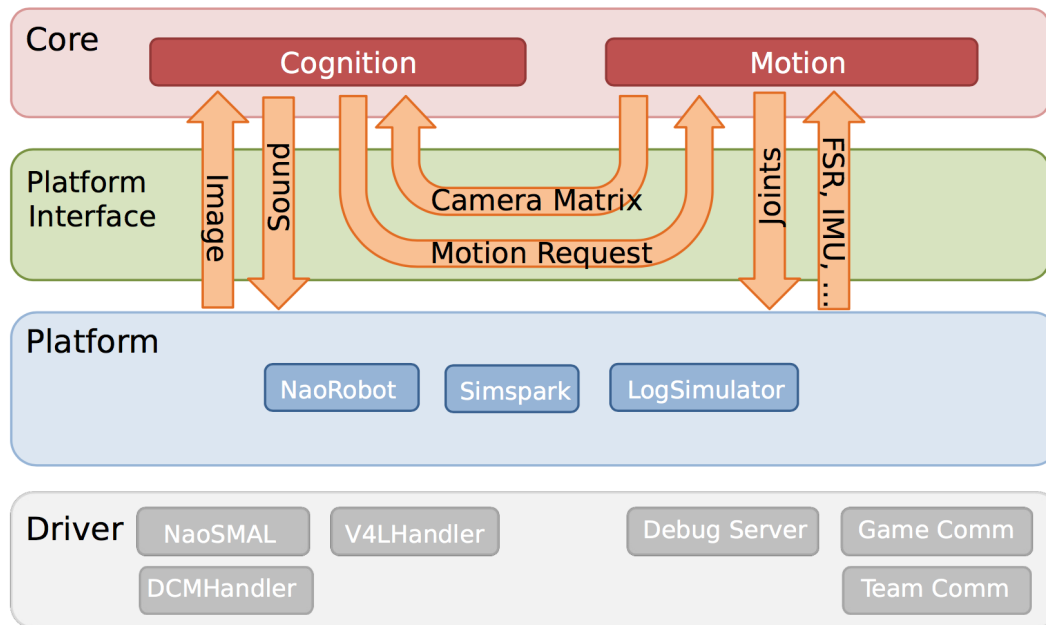 Core
Cognition
Motion
Platform
Interface
Image
Sound
Camera Matrix
Motion Request
Joints
FSR, IMU, ...
Platform
NaoRobot
Simspark
LogSimulator
Driver
NaoSMAL
V4LHandler
Debug Server
Game Comm
DCMHandler
Team Comm